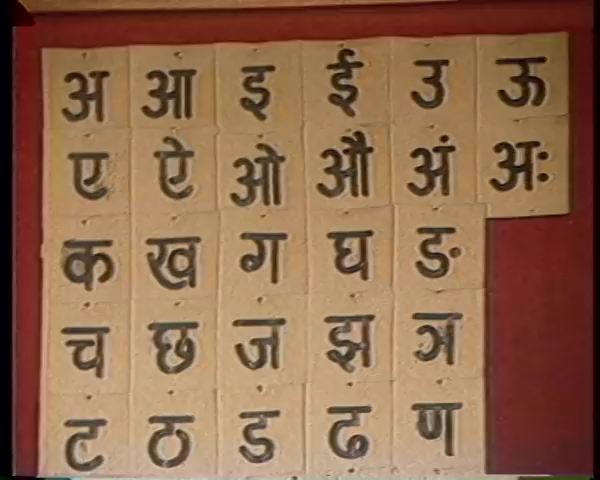 अ आ इ ई उ ऊ
ए ऐ ओ औ अं अः
क ख ग घ ङ
च छ ज झ ञ
ट ठ ड ढ ण